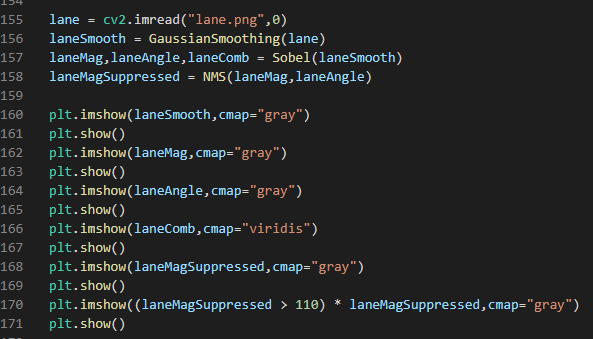 154
155 lane = cv2.imread("lane.png",0)
156 laneSmooth = GaussianSmoothing(lane)
157 laneMag,laneAngle,laneComb = Sobel(laneSmooth)
158 laneMagSuppressed = NMS(laneMag,laneAngle)
159
160 plt.imshow(laneSmooth,cmap="gray")
161 plt.show()
162 plt.imshow(laneMag,cmap="gray")
163 plt.show()
164 plt.imshow(laneAngle,cmap="gray")
165 plt.show()
166 plt.imshow(laneComb,cmap="viridis")
167 plt.show()
168 plt.imshow(laneMagSuppressed,cmap="gray")
169 plt.show()
170 plt.imshow((laneMagSuppressed > 110) * laneMagSuppressed,cmap="gray")
171 plt.show()